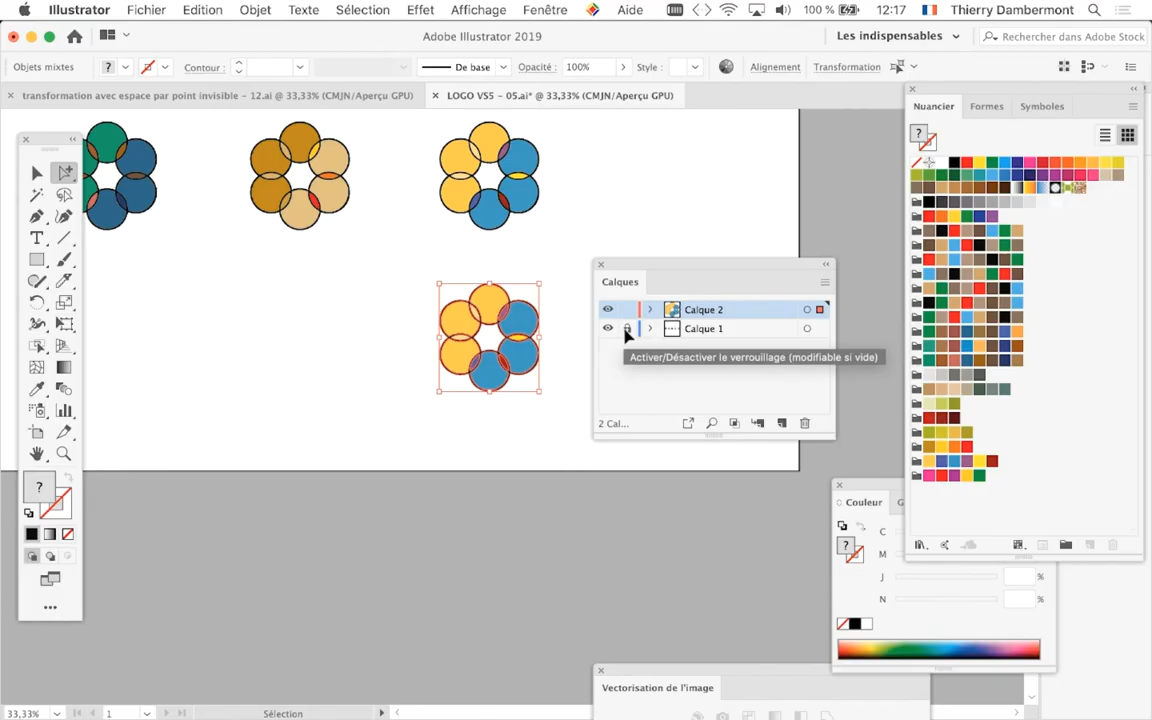 Illustrator Fichier Edition Objet Texte Sélection Effet Affichage Fenêtre Aide 100 % 12:17 Thierry Dambermont
Adobe Illustrator 2019 Les indispensables Rechercher dans Adobe Stock
Objets mixtes ? Contour : De base Opacité : 100% Style : Alignement Transformation
transformation avec espace par point invisible - 12.ai @ 33,33% (CMJN/Aperçu GPU) LOGO VS5 - 05.ai* @ 33,33% (CMJN/Aperçu GPU)
Nuancier Formes Symboles
?
Calques
Calque 2
Calque 1
Activer/Désactiver le verrouillage (modifiable si vide)
2 Cal...
?
Couleur
C
? M
J %
N %
Vectorisation de l'image
33,33% 1 Sélection